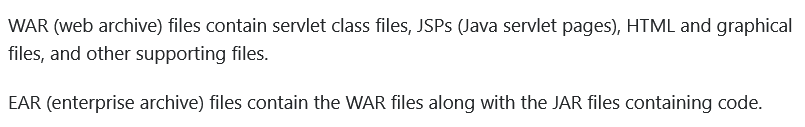 WAR (web archive) files contain servlet class files, JSPs (Java servlet pages), HTML and graphical
files, and other supporting files.
EAR (enterprise archive) files contain the WAR files along with the JAR files containing code.